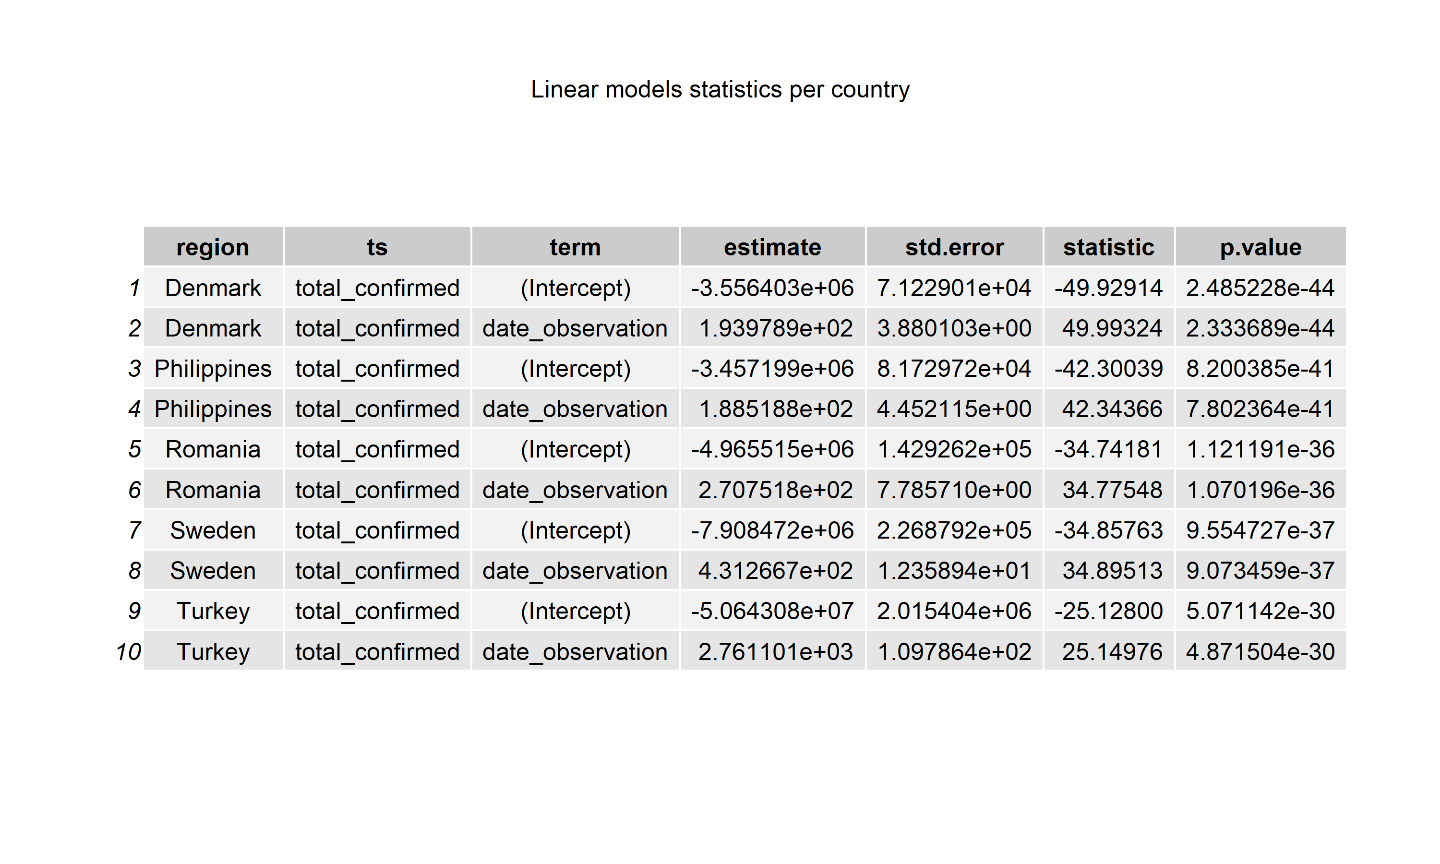 Linear models statistics per country
region ts term estimate std.error statistic p.value
1 Denmark total_confirmed (Intercept) -3.556403e+06 7.122901e+04 -49.92914 2.485228e-44
2 Denmark total_confirmed date_observation 1.939789e+02 3.880103e+00 49.99324 2.333689e-44
3 Philippines total_confirmed (Intercept) -3.457199e+06 8.172972e+04 -42.30039 8.200385e-41
4 Philippines total_confirmed date_observation 1.885188e+02 4.452115e+00 42.34366 7.802364e-41
5 Romania total_confirmed (Intercept) -4.965515e+06 1.429262e+05 -34.74181 1.121191e-36
6 Romania total_confirmed date_observation 2.707518e+02 7.785710e+00 34.77548 1.070196e-36
7 Sweden total_confirmed (Intercept) -7.908472e+06 2.268792e+05 -34.85763 9.554727e-37
8 Sweden total_confirmed date_observation 4.312667e+02 1.235894e+01 34.89513 9.073459e-37
9 Turkey total_confirmed (Intercept) -5.064308e+07 2.015404e+06 -25.12800 5.071142e-30
10 Turkey total_confirmed date_observation 2.761101e+03 1.097864e+02 25.14976 4.871504e-30